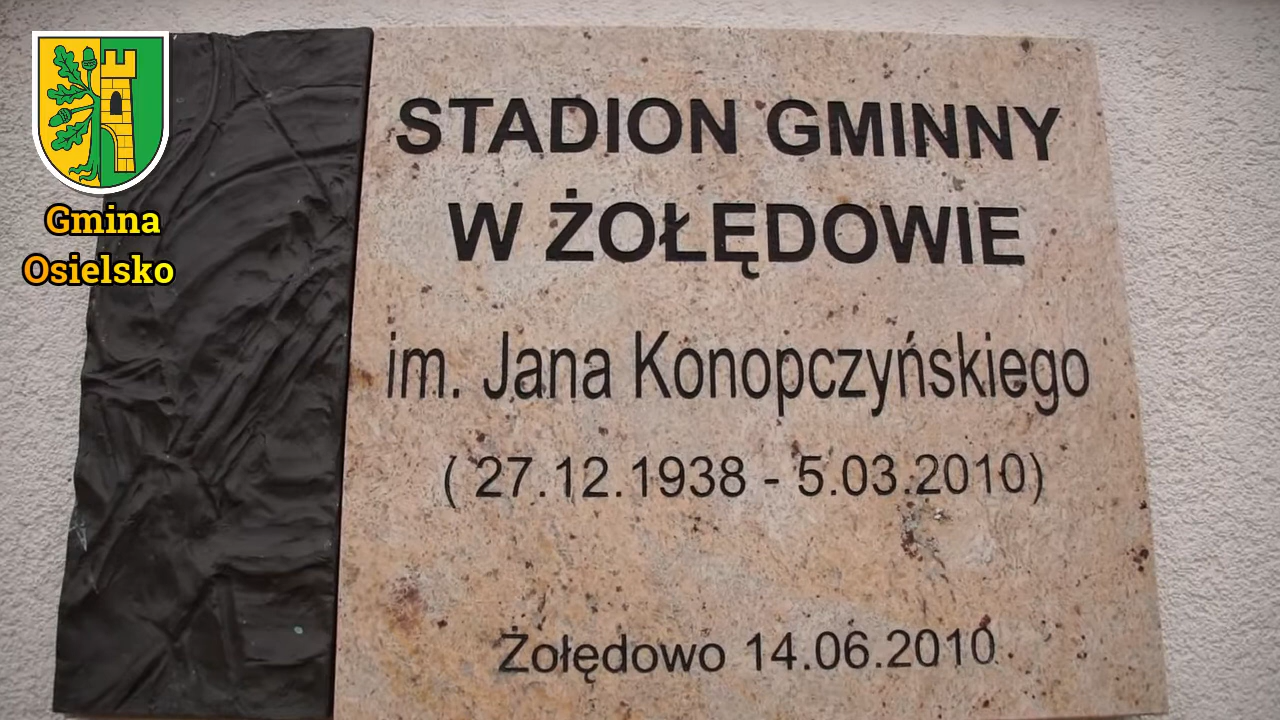 Gmina
Osielsko
STADION GMINNY
W ŻOŁĘDOWIE
im. Jana Konopczyńskiego
( 27.12.1938 - 5.03.2010)
Żołędowo 14.06.2010